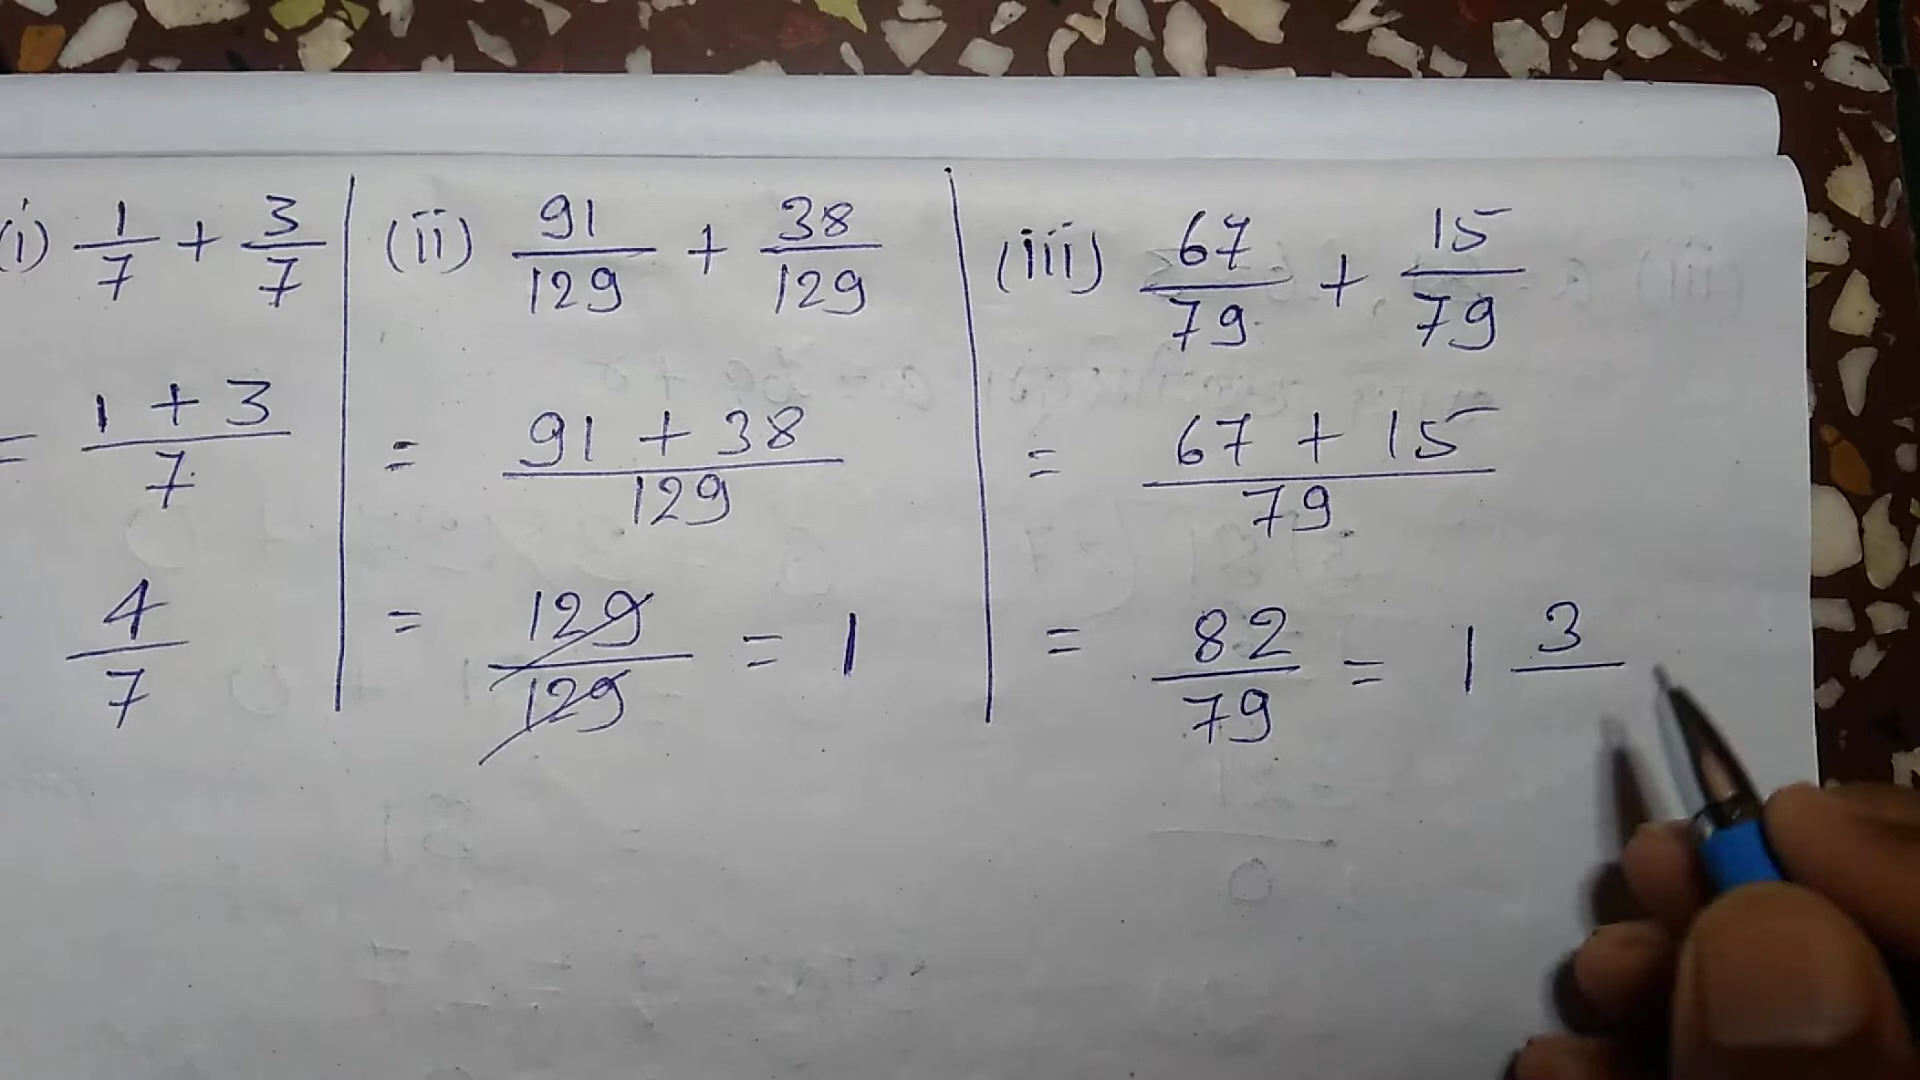 (i) 1/7 + 3/7
= 1 + 3/7
4/7
(ii) 91/129 + 38/129
= 91 + 38/129
= 129/129 = 1
(iii) 67/79 + 15/79
= 67 + 15/79
= 82/79 = 1 3/